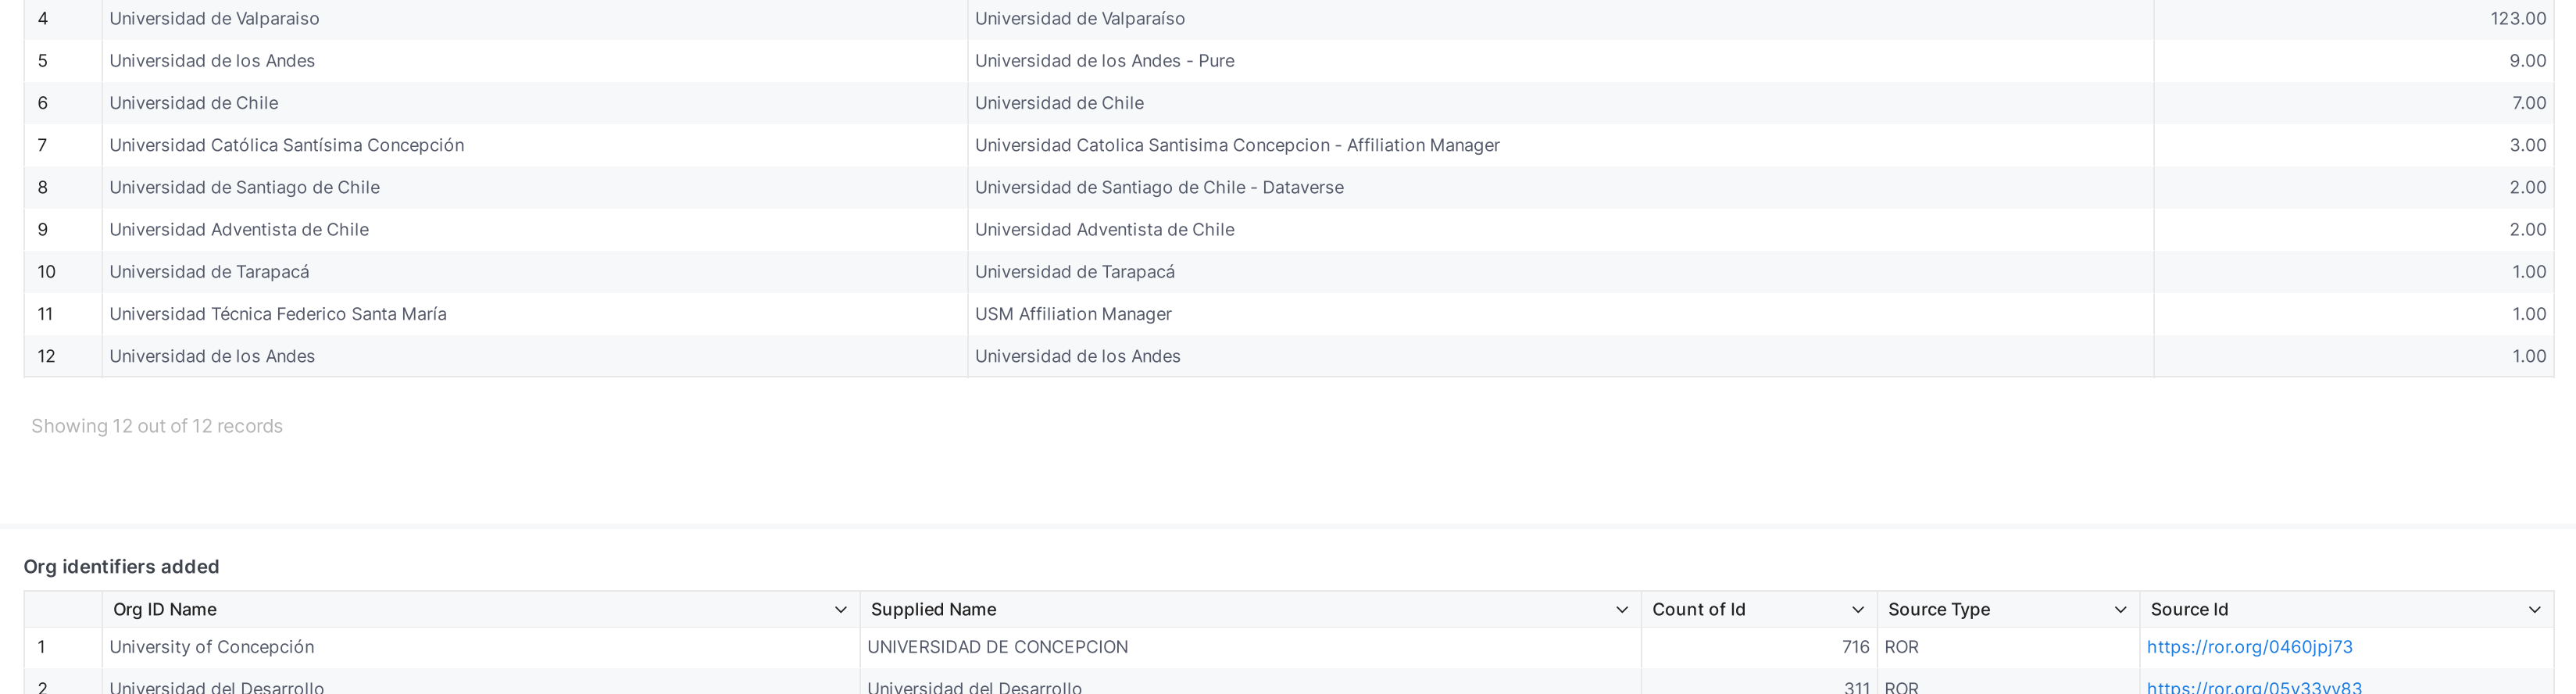 4 Universidad de Valparaiso Universidad de Valparaíso 123.00
5 Universidad de los Andes Universidad de los Andes - Pure 9.00
6 Universidad de Chile Universidad de Chile 7.00
7 Universidad Católica Santísima Concepción Universidad Catolica Santisima Concepcion - Affiliation Manager 3.00
8 Universidad de Santiago de Chile Universidad de Santiago de Chile - Dataverse 2.00
9 Universidad Adventista de Chile Universidad Adventista de Chile 2.00
10 Universidad de Tarapacá Universidad de Tarapacá 1.00
11 Universidad Técnica Federico Santa María USM Affiliation Manager 1.00
12 Universidad de los Andes Universidad de los Andes 1.00
Showing 12 out of 12 records
Org identifiers added
Org ID Name Supplied Name Count of Id Source Type Source Id
1 University of Concepción UNIVERSIDAD DE CONCEPCION 716 ROR https://ror.org/0460jpj73
2 Universidad del Desarrollo Universidad del Desarrollo 311 ROR